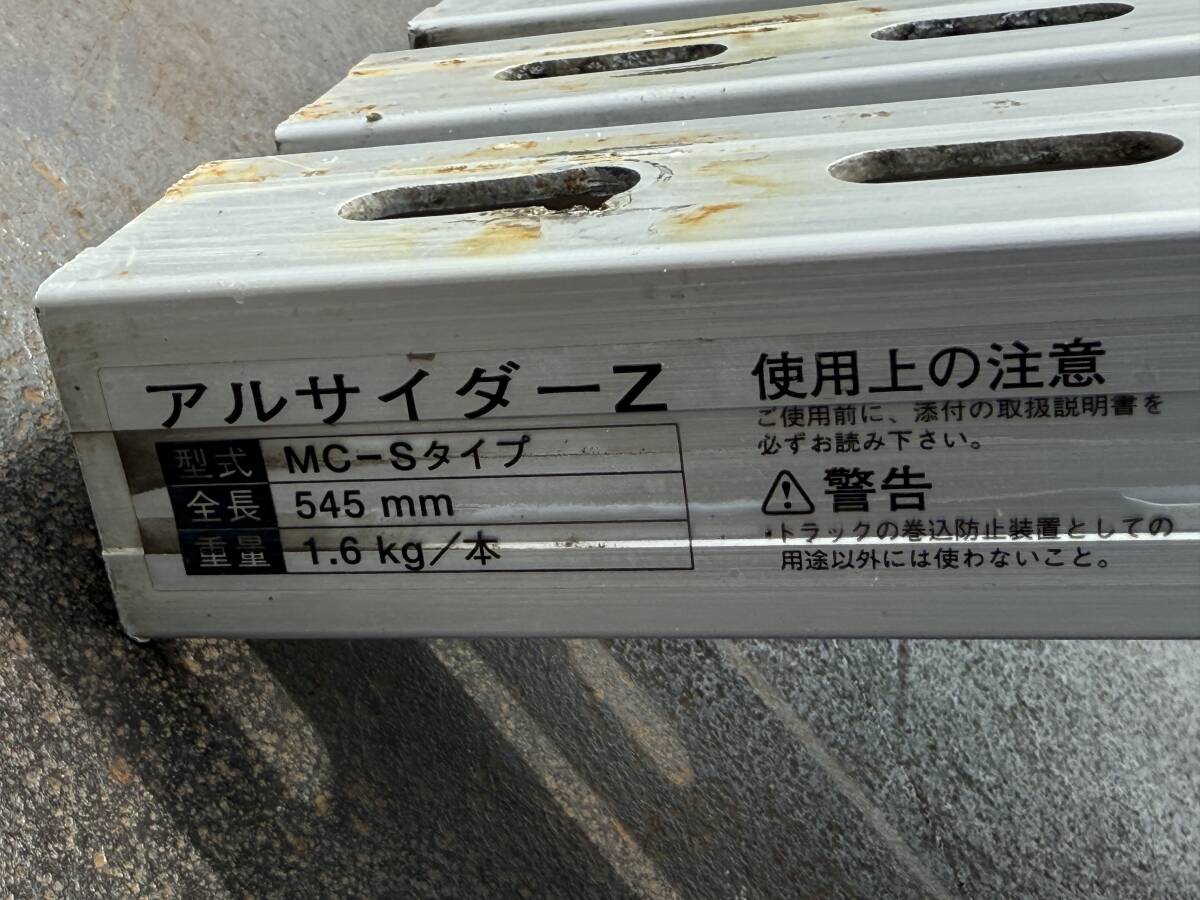 アルサイダーZ
型式 MC-Sタイプ
全長 545 mm
重量 1.6 kg/本
使用上の注意
ご使用前に、添付の取扱説明書を
必ずお読み下さい。
⚠警告
・トラックの巻込防止装置としての
用途以外には使わないこと。